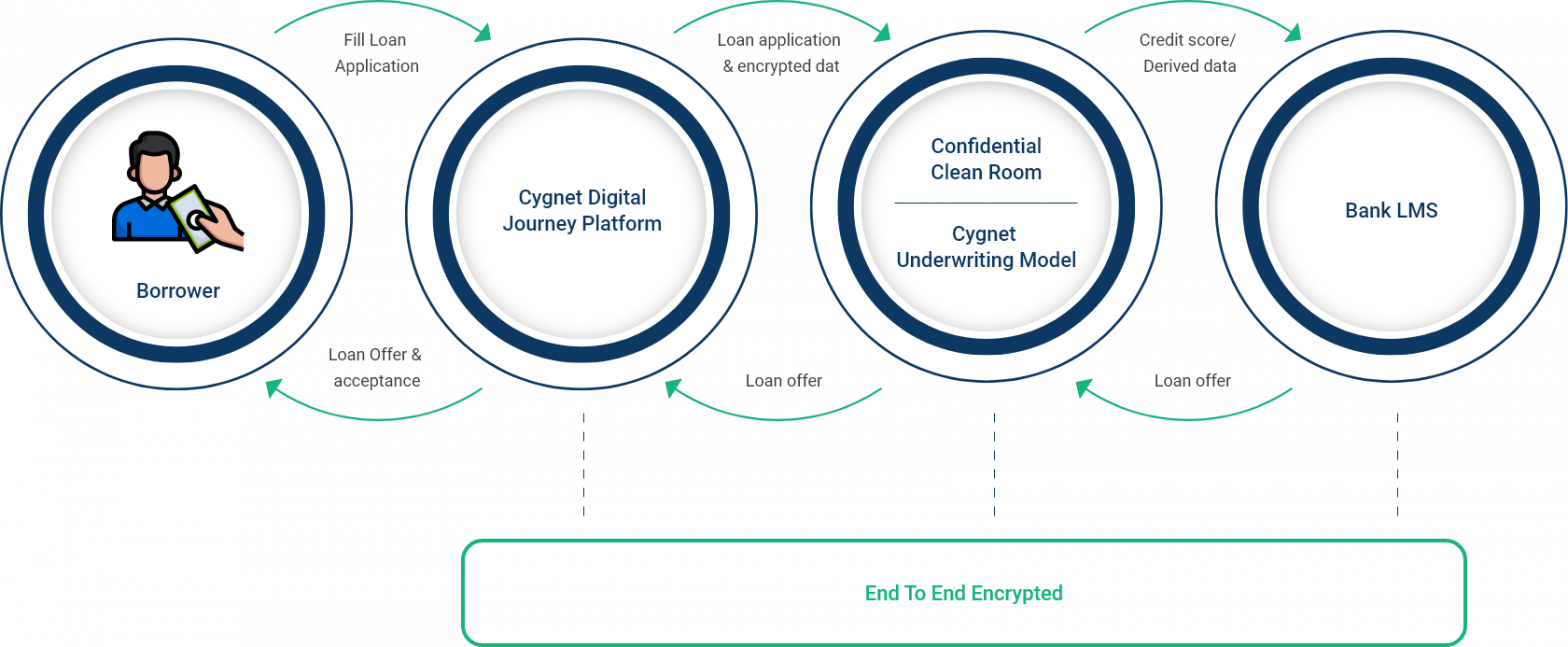 Fill Loan
Application
Loan application
& encrypted dat
Credit score/
Derived data
Borrower
Cygnet Digital
Journey Platform
Confidential
Clean Room
Cygnet
Underwriting Model
Bank LMS
Loan Offer &
acceptance
Loan offer
Loan offer
End To End Encrypted